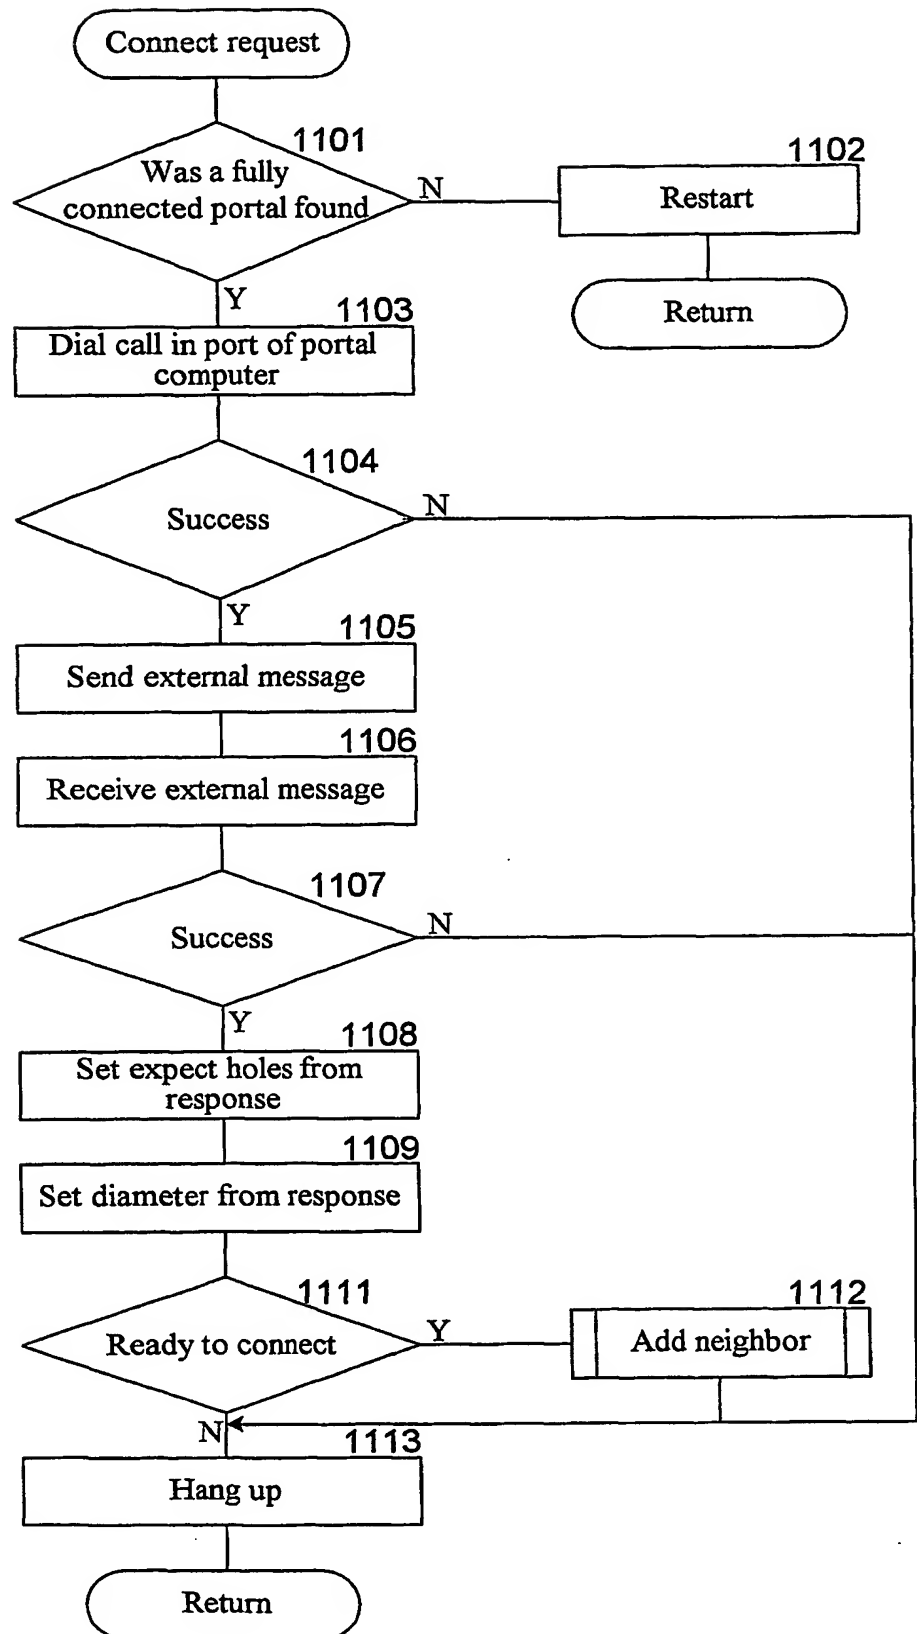 Connect request
1101
Was a fully
connected portal found
N
1102
Restart
Return
Y
1103
Dial call in port of portal
computer
1104
Success
N
Y
1105
Send external message
1106
Receive external message
1107
Success
N
Y
1108
Set expect holes from
response
1109
Set diameter from response
1111
Ready to connect
Y
1112
Add neighbor
N
1113
Hang up
Return